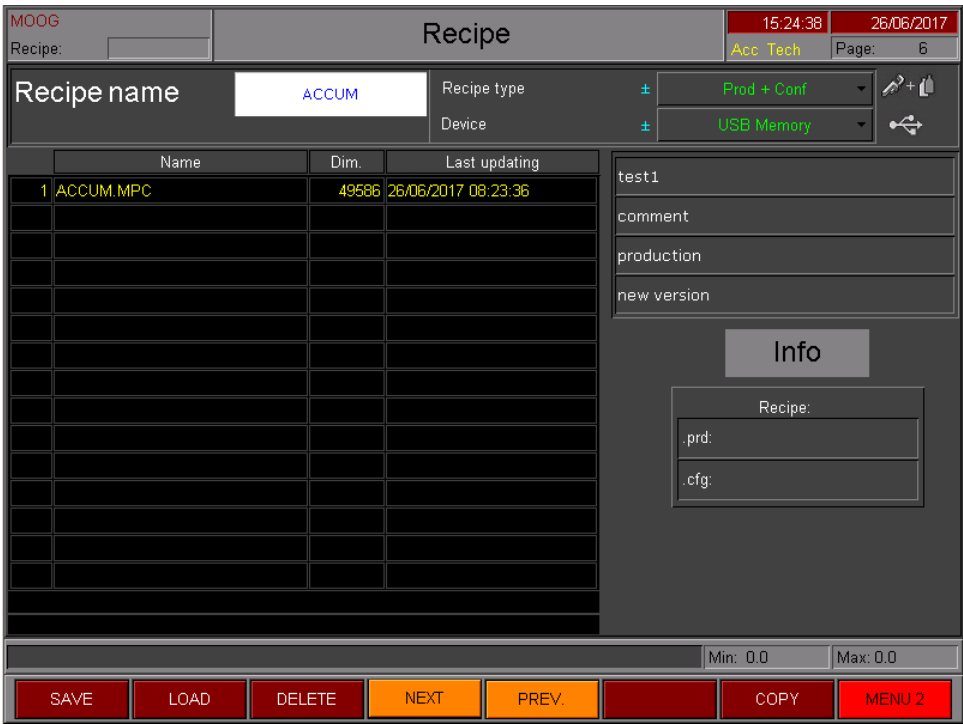 MOOG
Recipe:
Recipe
15:24:38 26/06/2017
Acc Tech Page: 6
Recipe name ACCUM
Recipe type ± Prod + Conf
Device ± USB Memory
Name Dim. Last updating
1 ACCUM.MPC 49586 26/06/2017 08:23:36
test1
comment
production
new version
Info
Recipe:
.prd:
.cfg:
Min: 0.0 Max: 0.0
SAVE LOAD DELETE NEXT PREV. COPY MENU 2